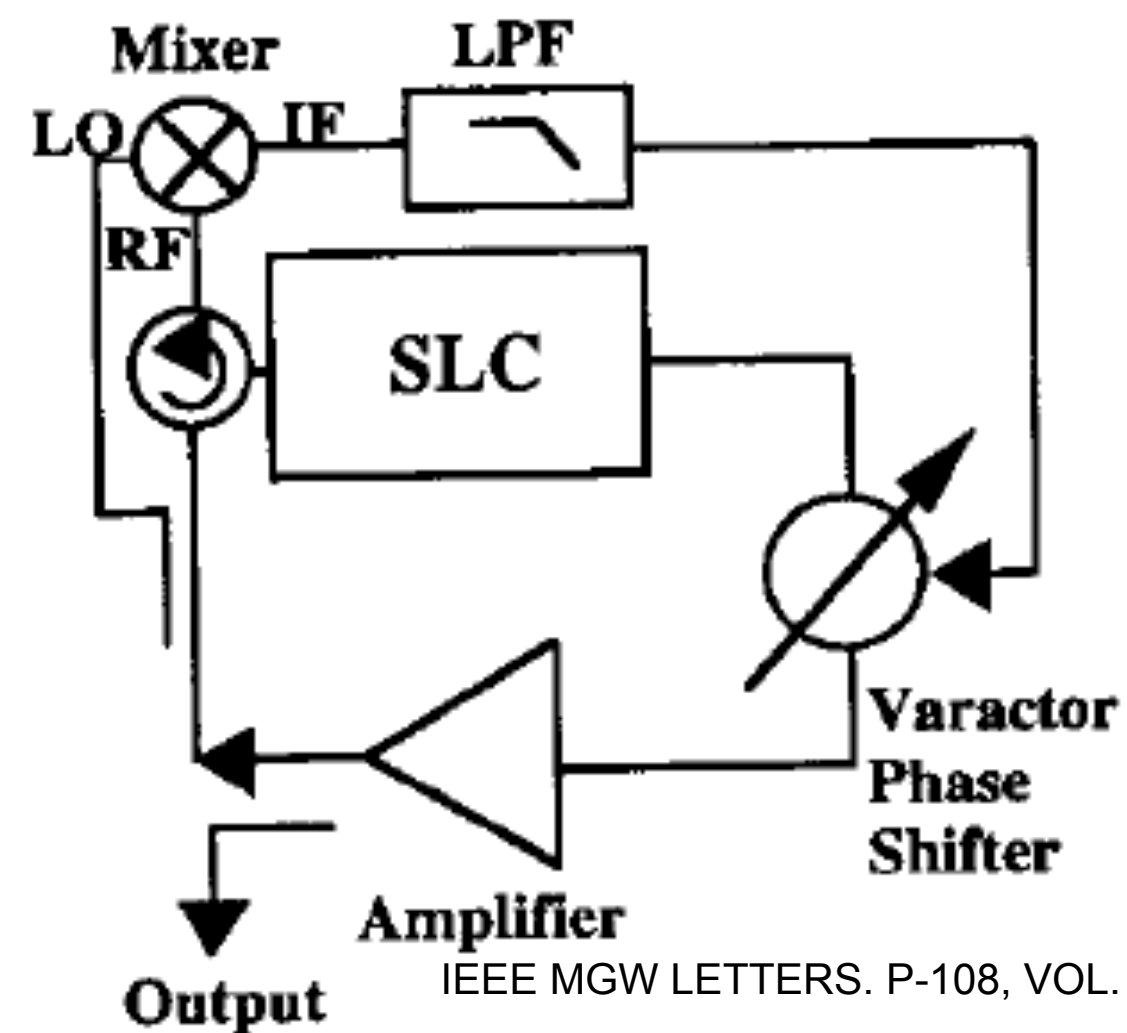 Mixer
LPF
LO
IF
RF
SLC
Varactor
Phase
Shifter
Amplifier
Output
IEEE MGW LETTERS. P-108, VOL.